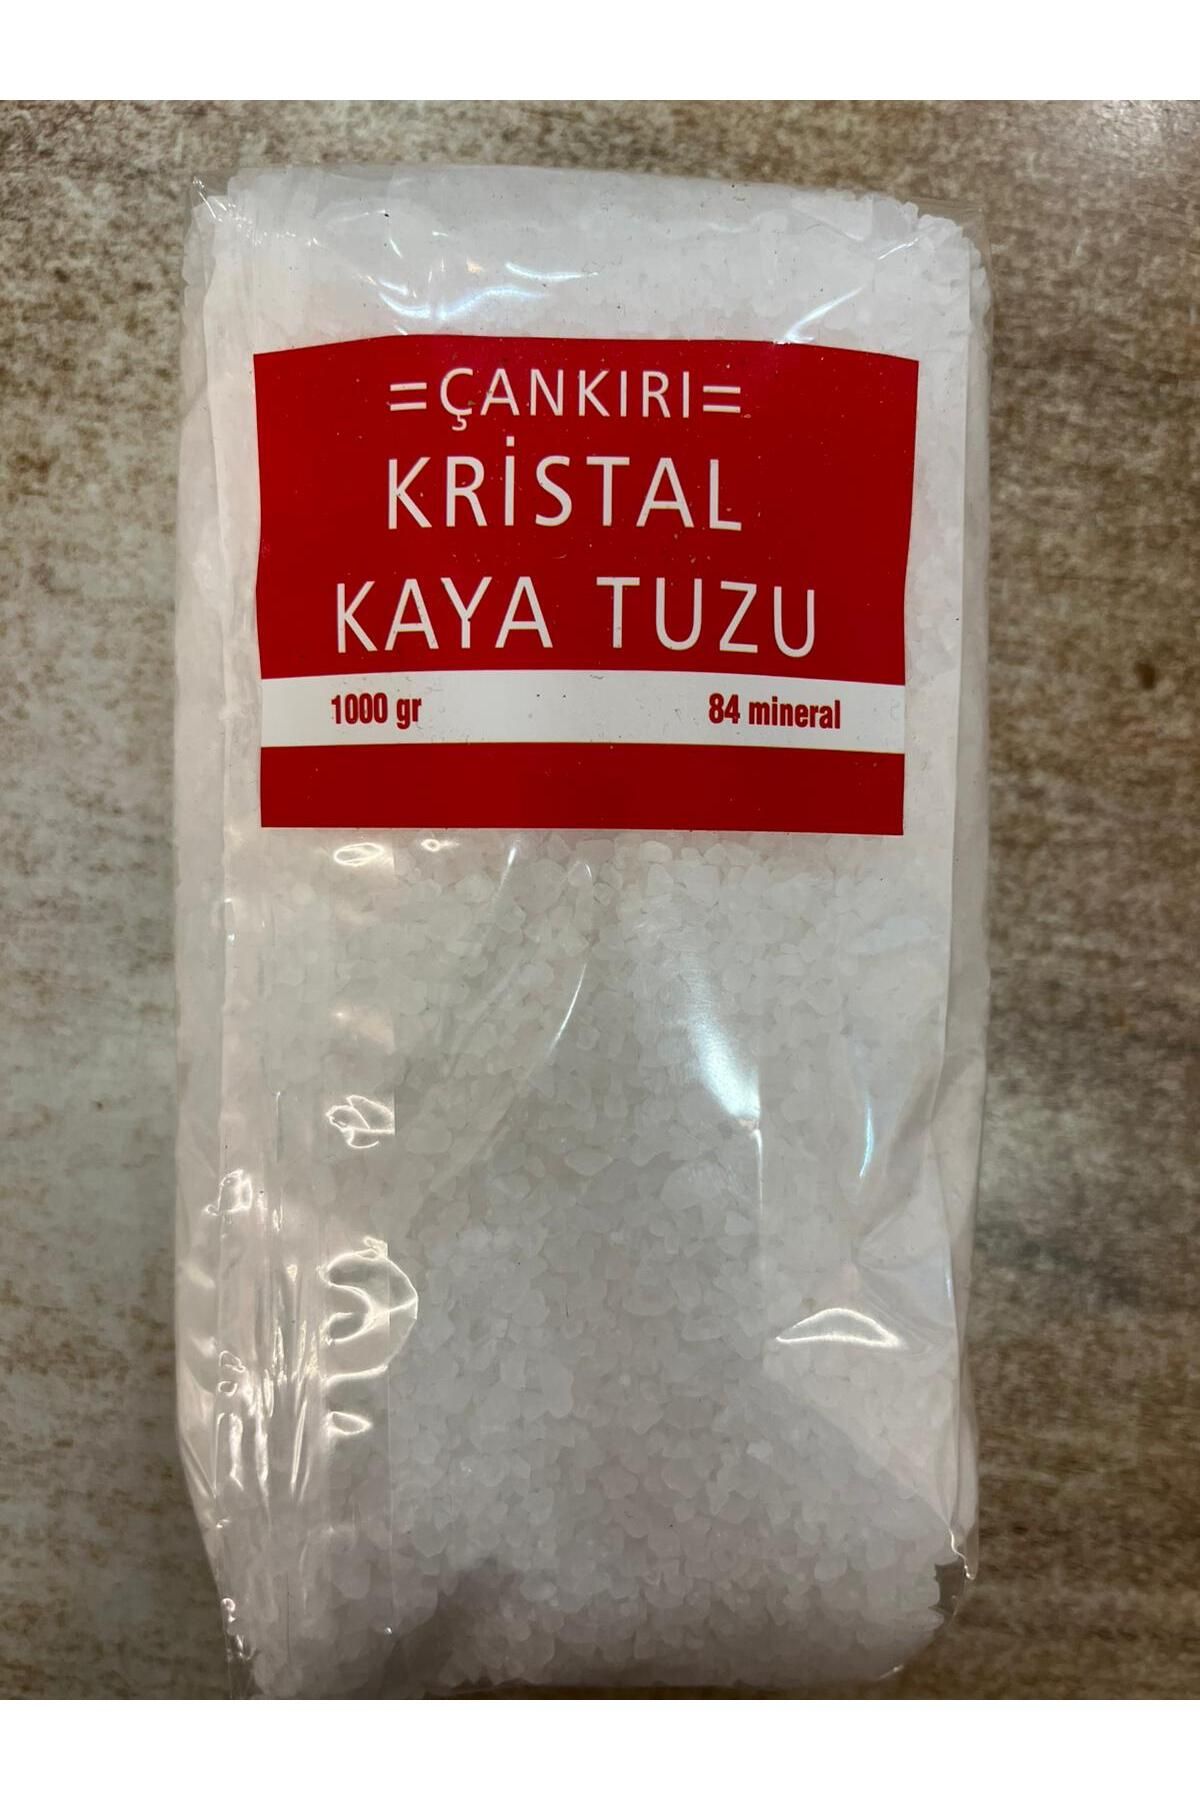 =ÇANKIRI=
KRİSTAL
KAYA TUZU
1000 gr 84 mineral